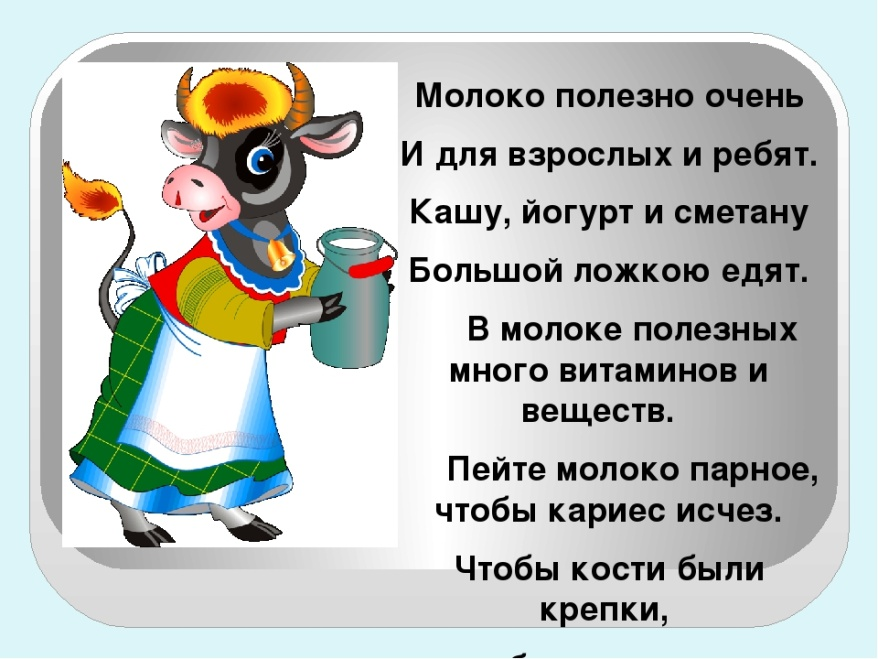 Молоко полезно очень
И для взрослых и ребят.
Кашу, йогурт и сметану
Большой ложкою едят.
В молоке полезных
много витаминов и
веществ.
Пейте молоко парное,
чтобы кариес исчез.
Чтобы кости были
крепки,